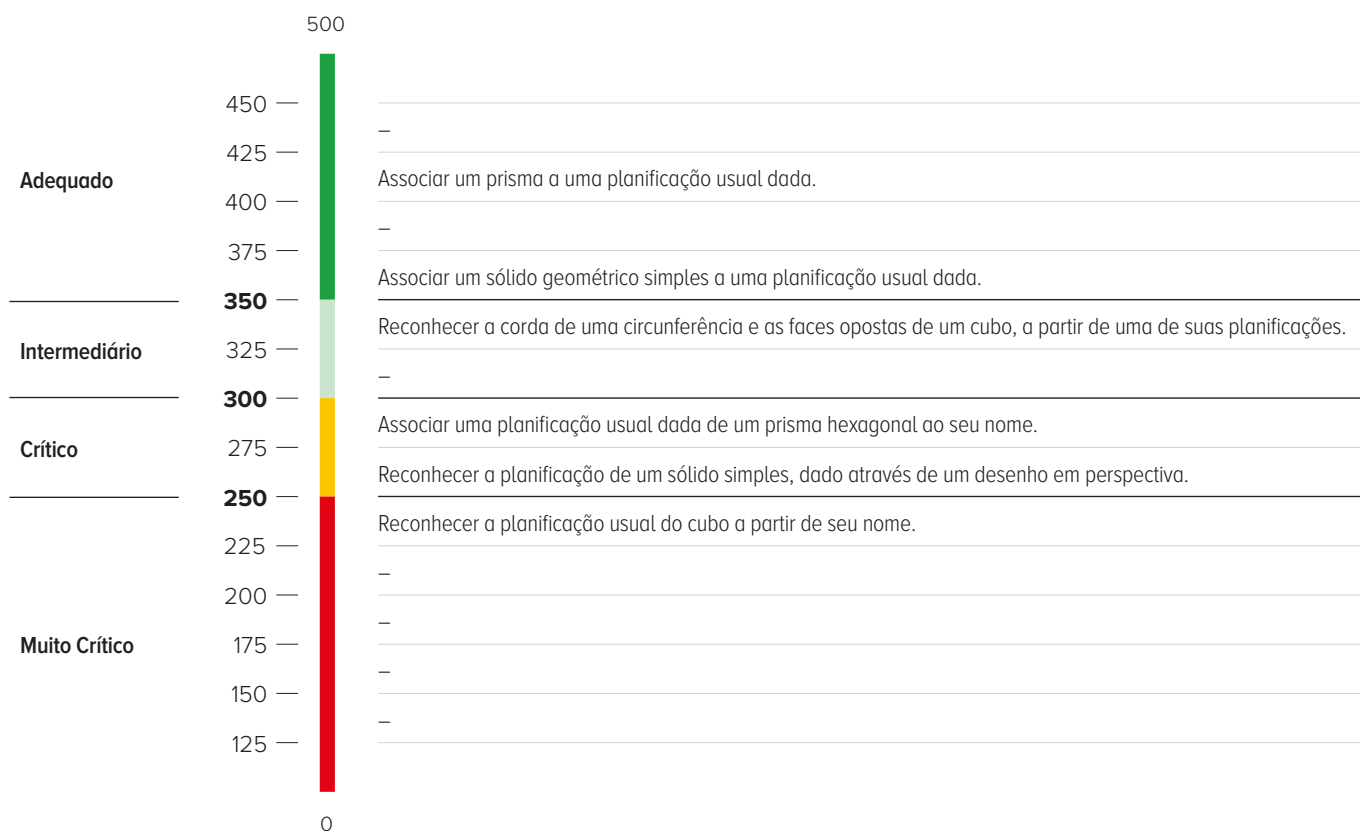 500
450
–
425
Adequado
Associar um prisma a uma planificação usual dada.
400
–
375
Associar um sólido geométrico simples a uma planificação usual dada.
350
Reconhecer a corda de uma circunferência e as faces opostas de um cubo, a partir de uma de suas planificações.
Intermediário
325
–
300
Associar uma planificação usual dada de um prisma hexagonal ao seu nome.
Crítico
275
Reconhecer a planificação de um sólido simples, dado através de um desenho em perspectiva.
250
Reconhecer a planificação usual do cubo a partir de seu nome.
225
–
200
–
Muito Crítico
175
–
150
–
125
0